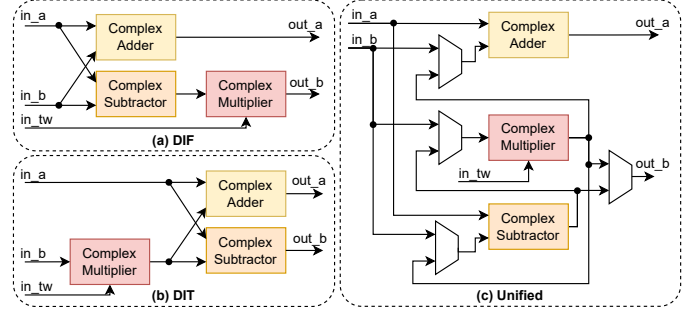 in_a
Complex
Adder
out_a
in_b
Complex
Subtractor
Complex
Multiplier
out_b
in_tw
(a) DIF
in_a
Complex
Adder
out_a
in_b
Complex
Multiplier
Complex
Subtractor
out_b
in_tw
(b) DIT
in_a
in_b
Complex
Adder
out_a
Complex
Multiplier
in_tw
out_b
Complex
Subtractor
(c) Unified